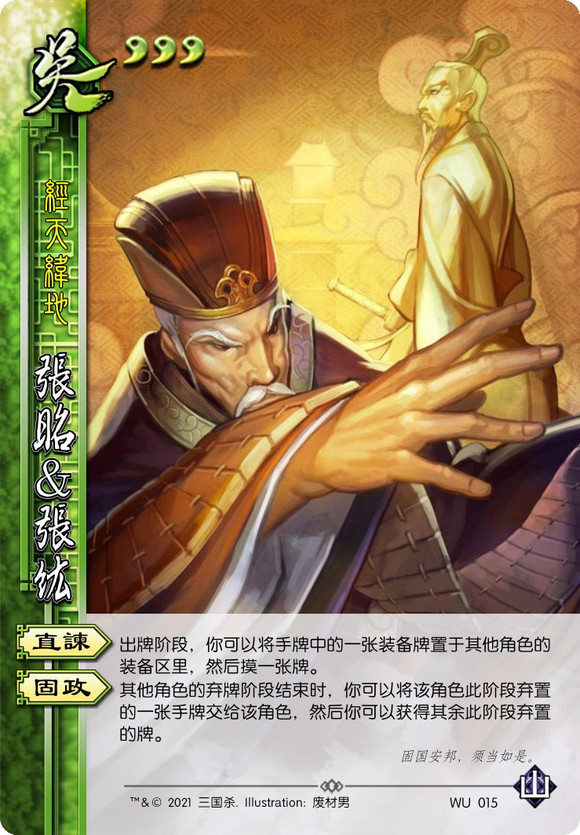 吴
經天緯地
張昭&張紘
直諫
出牌阶段，你可以将手牌中的一张装备牌置于其他角色的
装备区里，然后摸一张牌。
固政
其他角色的弃牌阶段结束时，你可以将该角色此阶段弃置
的一张手牌交给该角色，然后你可以获得其余此阶段弃置
的牌。
固国安邦，须当如是。
™&© 2021 三国杀. Illustration: 废材男
WU 015
山